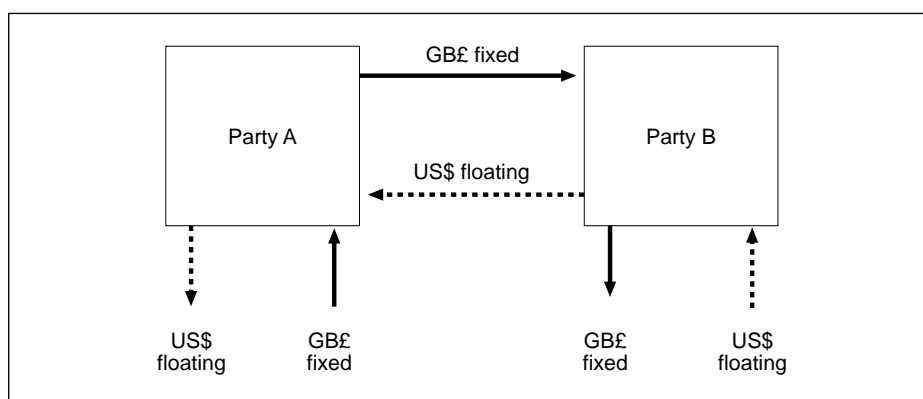 GB£ fixed
Party A
Party B
US$ floating
US$
floating
GB£
fixed
GB£
fixed
US$
floating